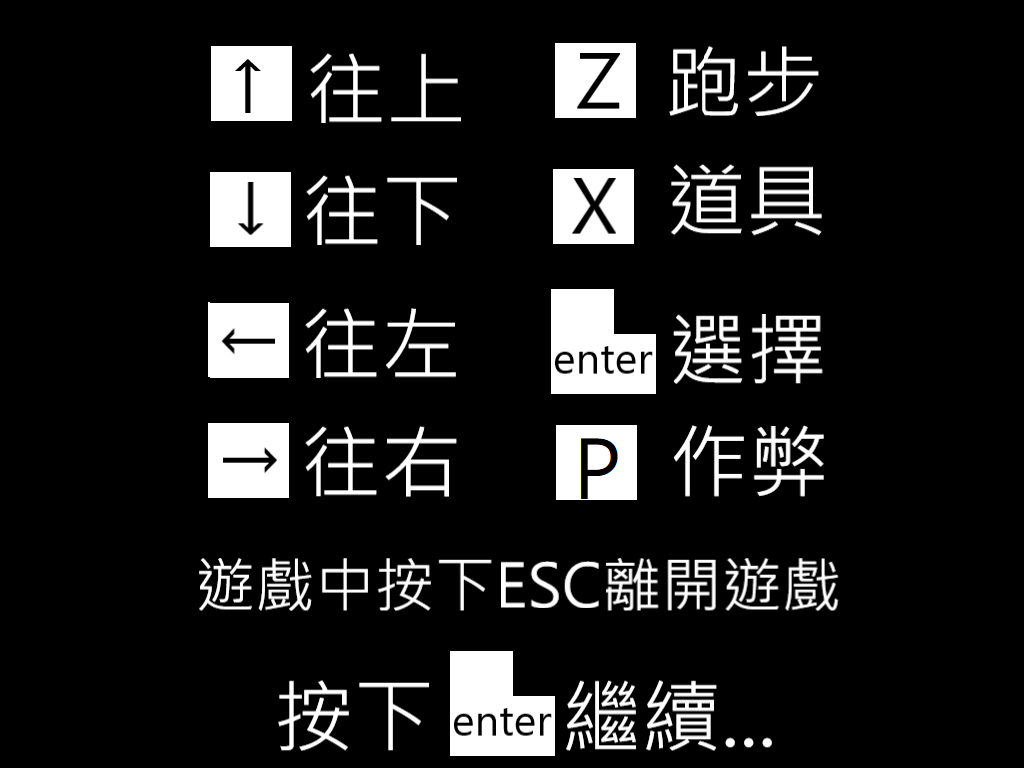 ↑ 往上 Z 跑步
↓ 往下 X 道具
← 往左 enter 選擇
→ 往右 P 作弊
遊戲中按下ESC離開遊戲
按下 enter 繼續...